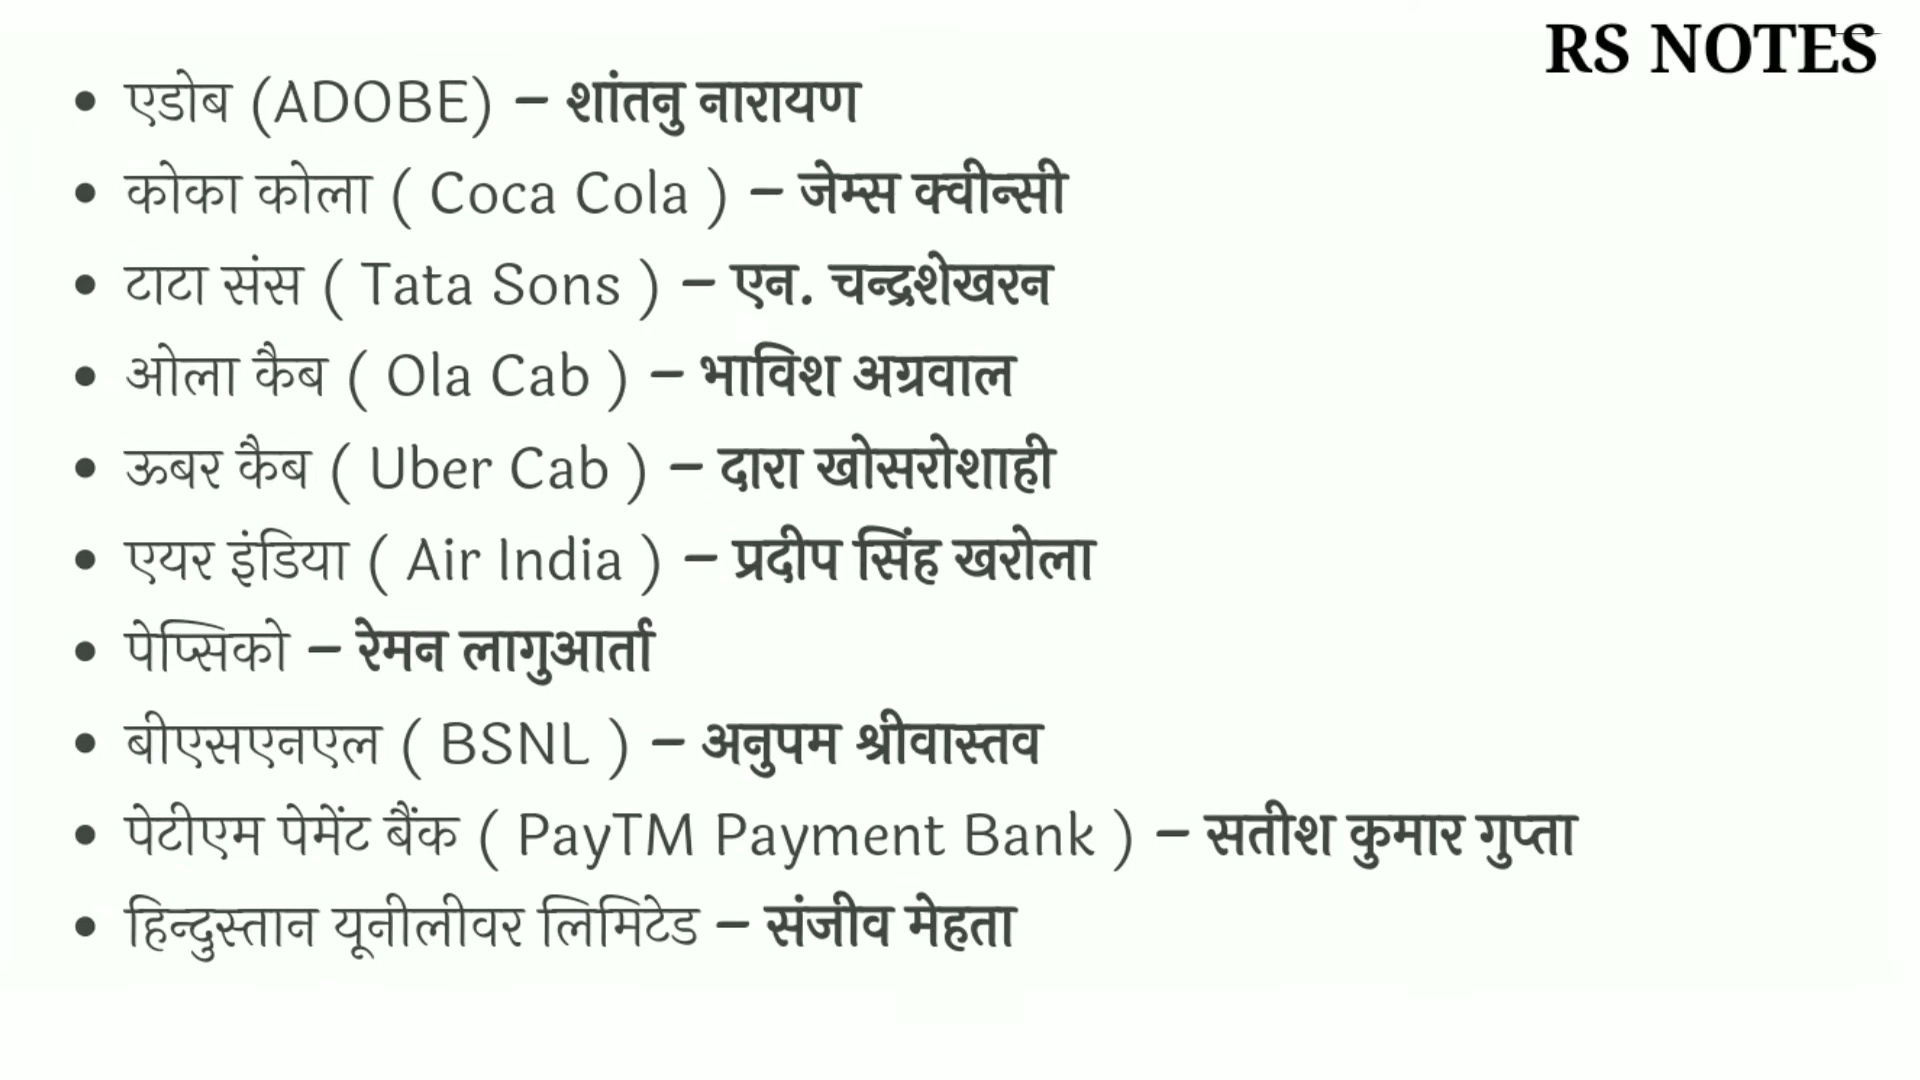 RS NOTES
• एडोब (ADOBE) – शांतनु नारायण
• कोका कोला ( Coca Cola ) – जेम्स क्वीन्सी
• टाटा संस ( Tata Sons ) – एन. चन्द्रशेखरन
• ओला कैब ( Ola Cab ) – भाविश अग्रवाल
• ऊबर कैब ( Uber Cab ) – दारा खोसरोशाही
• एयर इंडिया ( Air India ) – प्रदीप सिंह खरोला
• पेप्सिको – रेमन लागुआर्ता
• बीएसएनएल ( BSNL ) – अनुपम श्रीवास्तव
• पेटीएम पेमेंट बैंक ( PayTM Payment Bank ) – सतीश कुमार गुप्ता
• हिन्दुस्तान यूनीलीवर लिमिटेड – संजीव मेहता